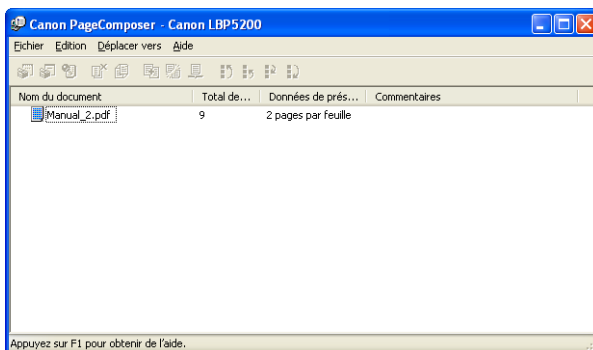 Canon PageComposer - Canon LBP5200
Fichier Edition Déplacer vers Aide
Nom du document Total de... Données de prés... Commentaires
Manual_2.pdf 9 2 pages par feuille
Appuyez sur F1 pour obtenir de l'aide.